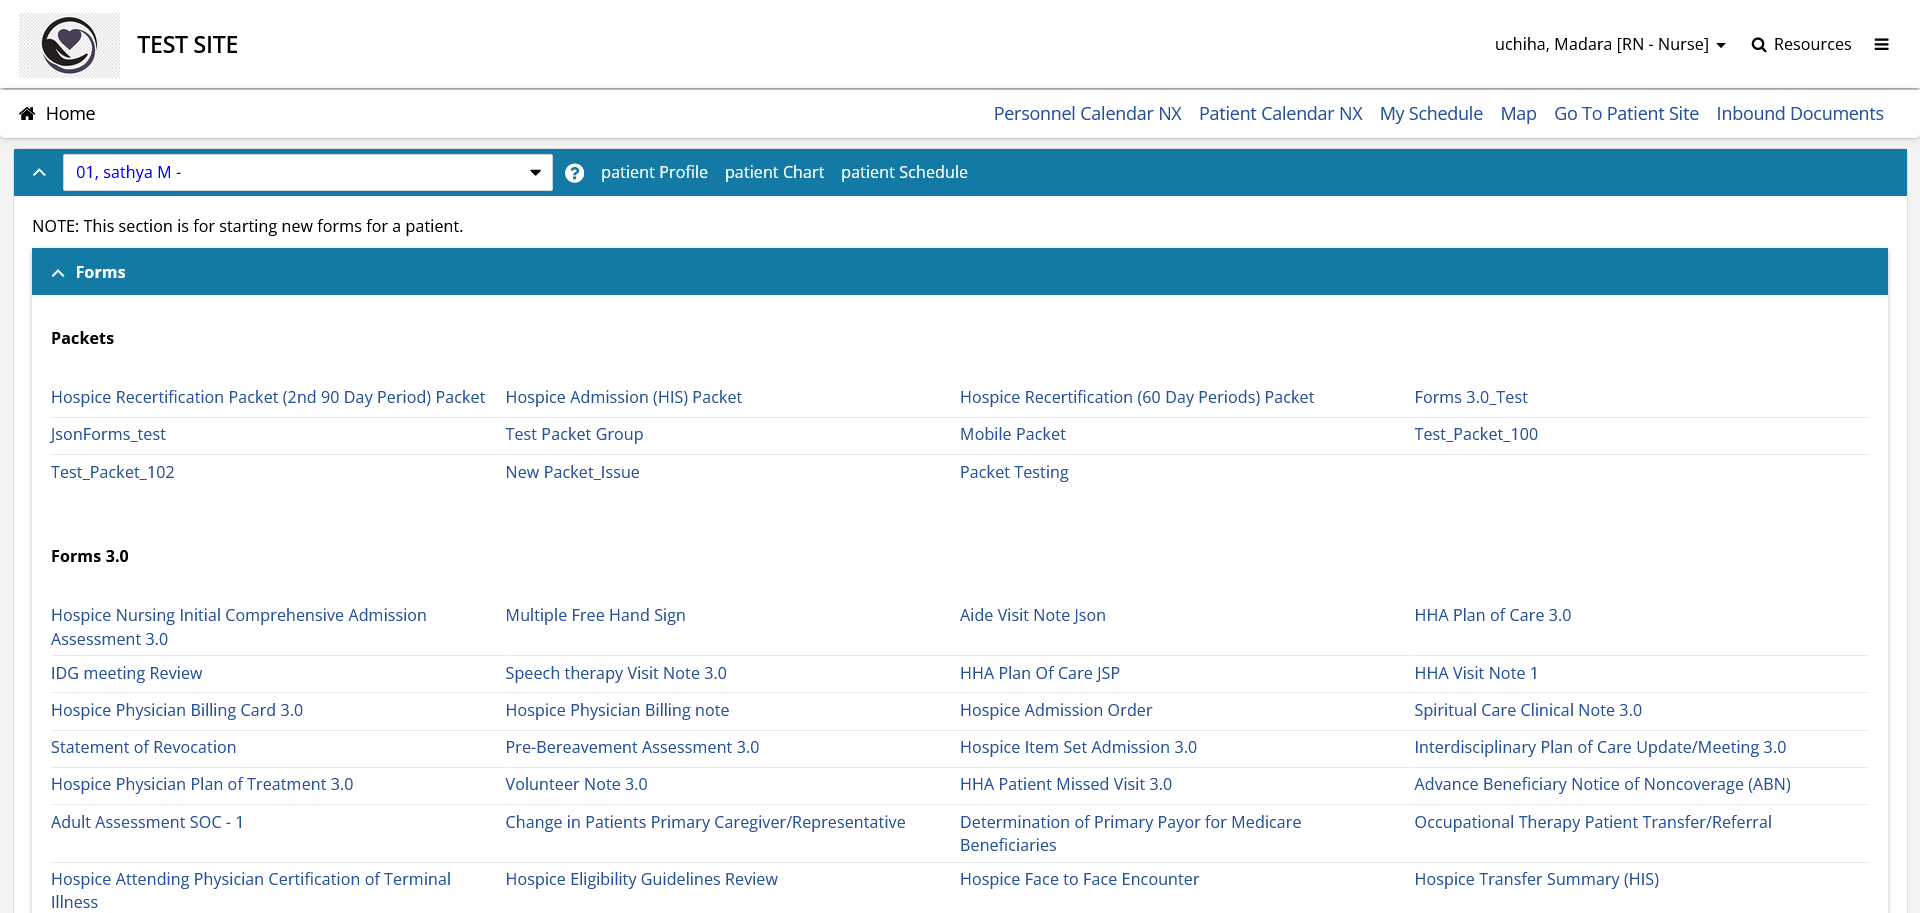 TEST SITE
uchiha, Madara [RN - Nurse]
Resources
Home
Personnel Calendar NX
Patient Calendar NX
My Schedule
Map
Go To Patient Site
Inbound Documents
01, sathya M -
?
patient Profile
patient Chart
patient Schedule
NOTE: This section is for starting new forms for a patient.
Forms
Packets
Hospice Recertification Packet (2nd 90 Day Period) Packet
Hospice Admission (HIS) Packet
Hospice Recertification (60 Day Periods) Packet
Forms 3.0_Test
JsonForms_test
Test Packet Group
Mobile Packet
Test_Packet_100
Test_Packet_102
New Packet_Issue
Packet Testing
Forms 3.0
Hospice Nursing Initial Comprehensive Admission
Assessment 3.0
Multiple Free Hand Sign
Aide Visit Note Json
HHA Plan of Care 3.0
IDG meeting Review
Speech therapy Visit Note 3.0
HHA Plan Of Care JSP
HHA Visit Note 1
Hospice Physician Billing Card 3.0
Hospice Physician Billing note
Hospice Admission Order
Spiritual Care Clinical Note 3.0
Statement of Revocation
Pre-Bereavement Assessment 3.0
Hospice Item Set Admission 3.0
Interdisciplinary Plan of Care Update/Meeting 3.0
Hospice Physician Plan of Treatment 3.0
Volunteer Note 3.0
HHA Patient Missed Visit 3.0
Advance Beneficiary Notice of Noncoverage (ABN)
Adult Assessment SOC - 1
Change in Patients Primary Caregiver/Representative
Determination of Primary Payor for Medicare
Beneficiaries
Occupational Therapy Patient Transfer/Referral
Hospice Attending Physician Certification of Terminal
Illness
Hospice Eligibility Guidelines Review
Hospice Face to Face Encounter
Hospice Transfer Summary (HIS)